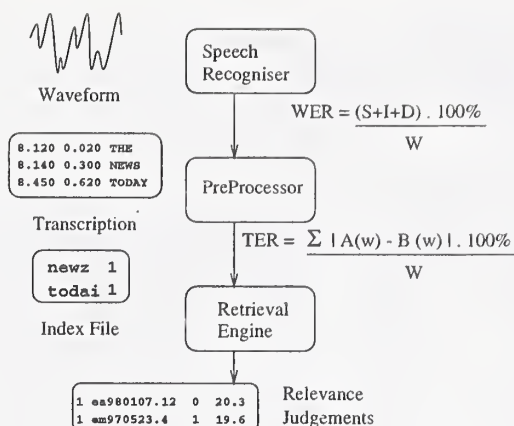 Speech
Recogniser
Waveform
WER = (S+I+D) . 100%
W
8.120 0.020 THE
8.140 0.300 NEWS
8.450 0.620 TODAY
PreProcessor
Transcription
TER = Σ | A(w) - B (w) | . 100%
W
newz 1
todai 1
Index File
Retrieval
Engine
1 ea980107.12 0 20.3
1 em970523.4 1 19.6
Relevance
Judgements